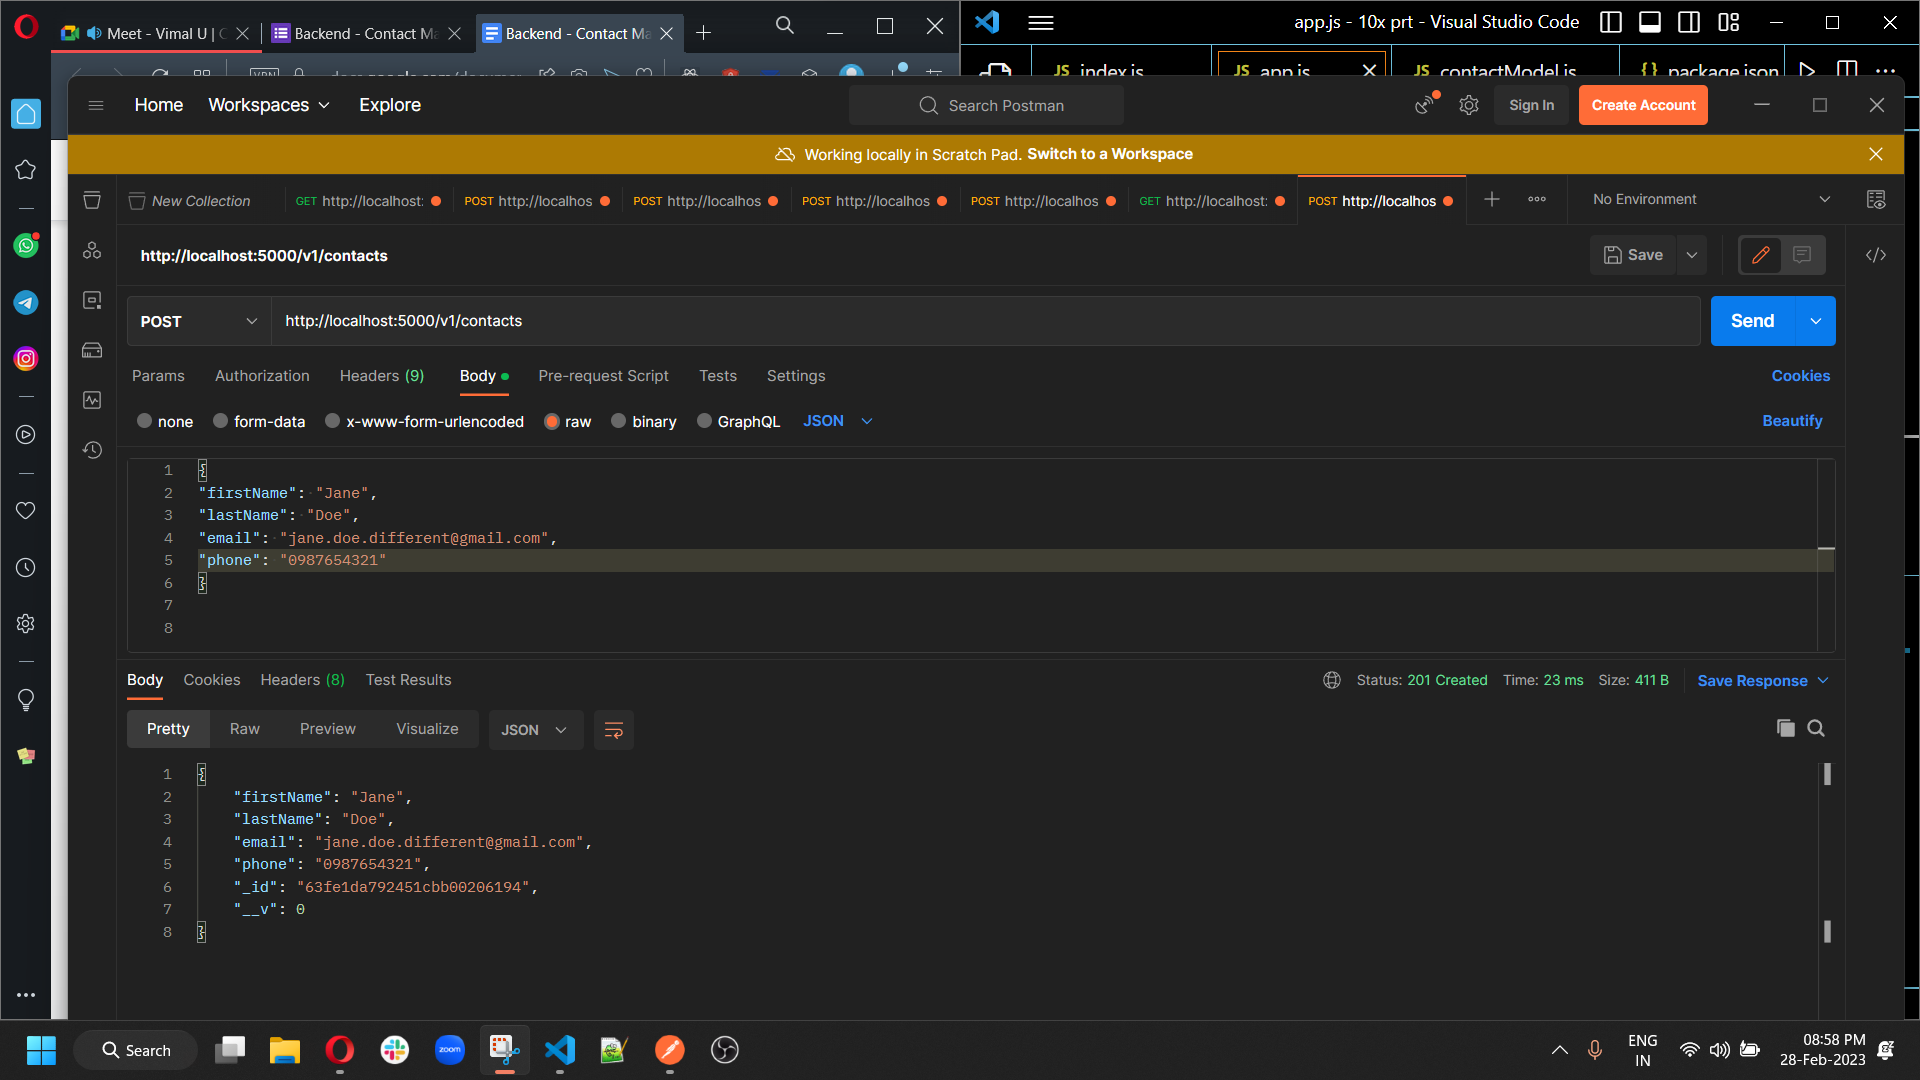 Meet - Vimal U |
Backend - Contact Ma
Backend - Contact Ma
app.js - 10x prt - Visual Studio Code
VPN
JS index.js
JS app.js
JS contactModel.js
{} package.json
Home
Workspaces
Explore
Search Postman
Sign In
Create Account
Working locally in Scratch Pad. Switch to a Workspace
New Collection
GET http://localhost:
POST http://localhos
POST http://localhos
POST http://localhos
POST http://localhos
GET http://localhost:
POST http://localhos
No Environment
http://localhost:5000/v1/contacts
Save
POST
http://localhost:5000/v1/contacts
Send
Params
Authorization
Headers (9)
Body
Pre-request Script
Tests
Settings
Cookies
none
form-data
x-www-form-urlencoded
raw
binary
GraphQL
JSON
Beautify
1 {
2 "firstName": "Jane",
3 "lastName": "Doe",
4 "email": "jane.doe.different@gmail.com",
5 "phone": "0987654321"
6 }
7
8
Body
Cookies
Headers (8)
Test Results
Status: 201 Created
Time: 23 ms
Size: 411 B
Save Response
Pretty
Raw
Preview
Visualize
JSON
1 {
2 "firstName": "Jane",
3 "lastName": "Doe",
4 "email": "jane.doe.different@gmail.com",
5 "phone": "0987654321",
6 "_id": "63fe1da792451cbb00206194",
7 "__v": 0
8 }
Search
zoom
ENG
IN
08:58 PM
28-Feb-2023